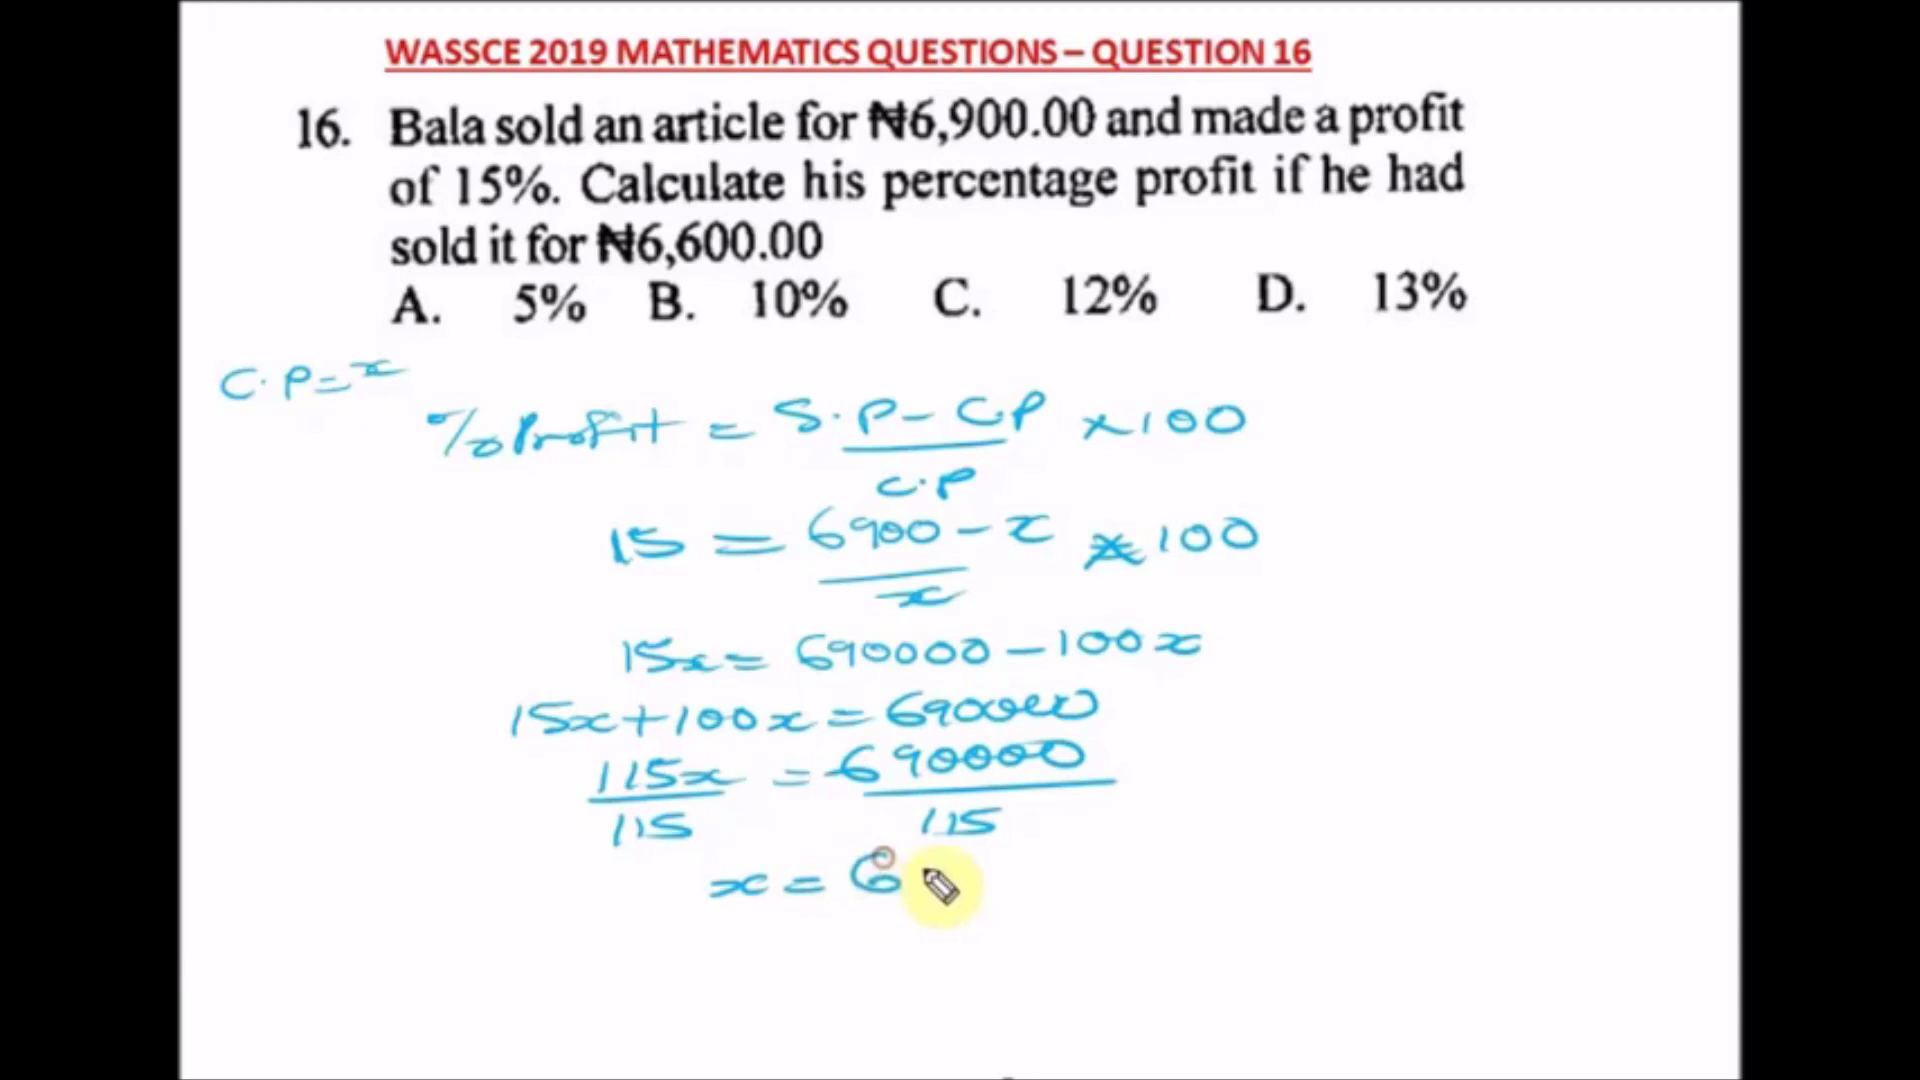 WASSCE 2019 MATHEMATICS QUESTIONS – QUESTION 16
16. Bala sold an article for ₦6,900.00 and made a profit
of 15%. Calculate his percentage profit if he had
sold it for ₦6,600.00
A. 5% B. 10% C. 12% D. 13%
C.P=x
% Profit = S.P - C.P × 100
C.P
15 = 6900 - x × 100
x
15x = 690000 - 100x
15x + 100x = 690000
115x = 690000
115 115
x = 6